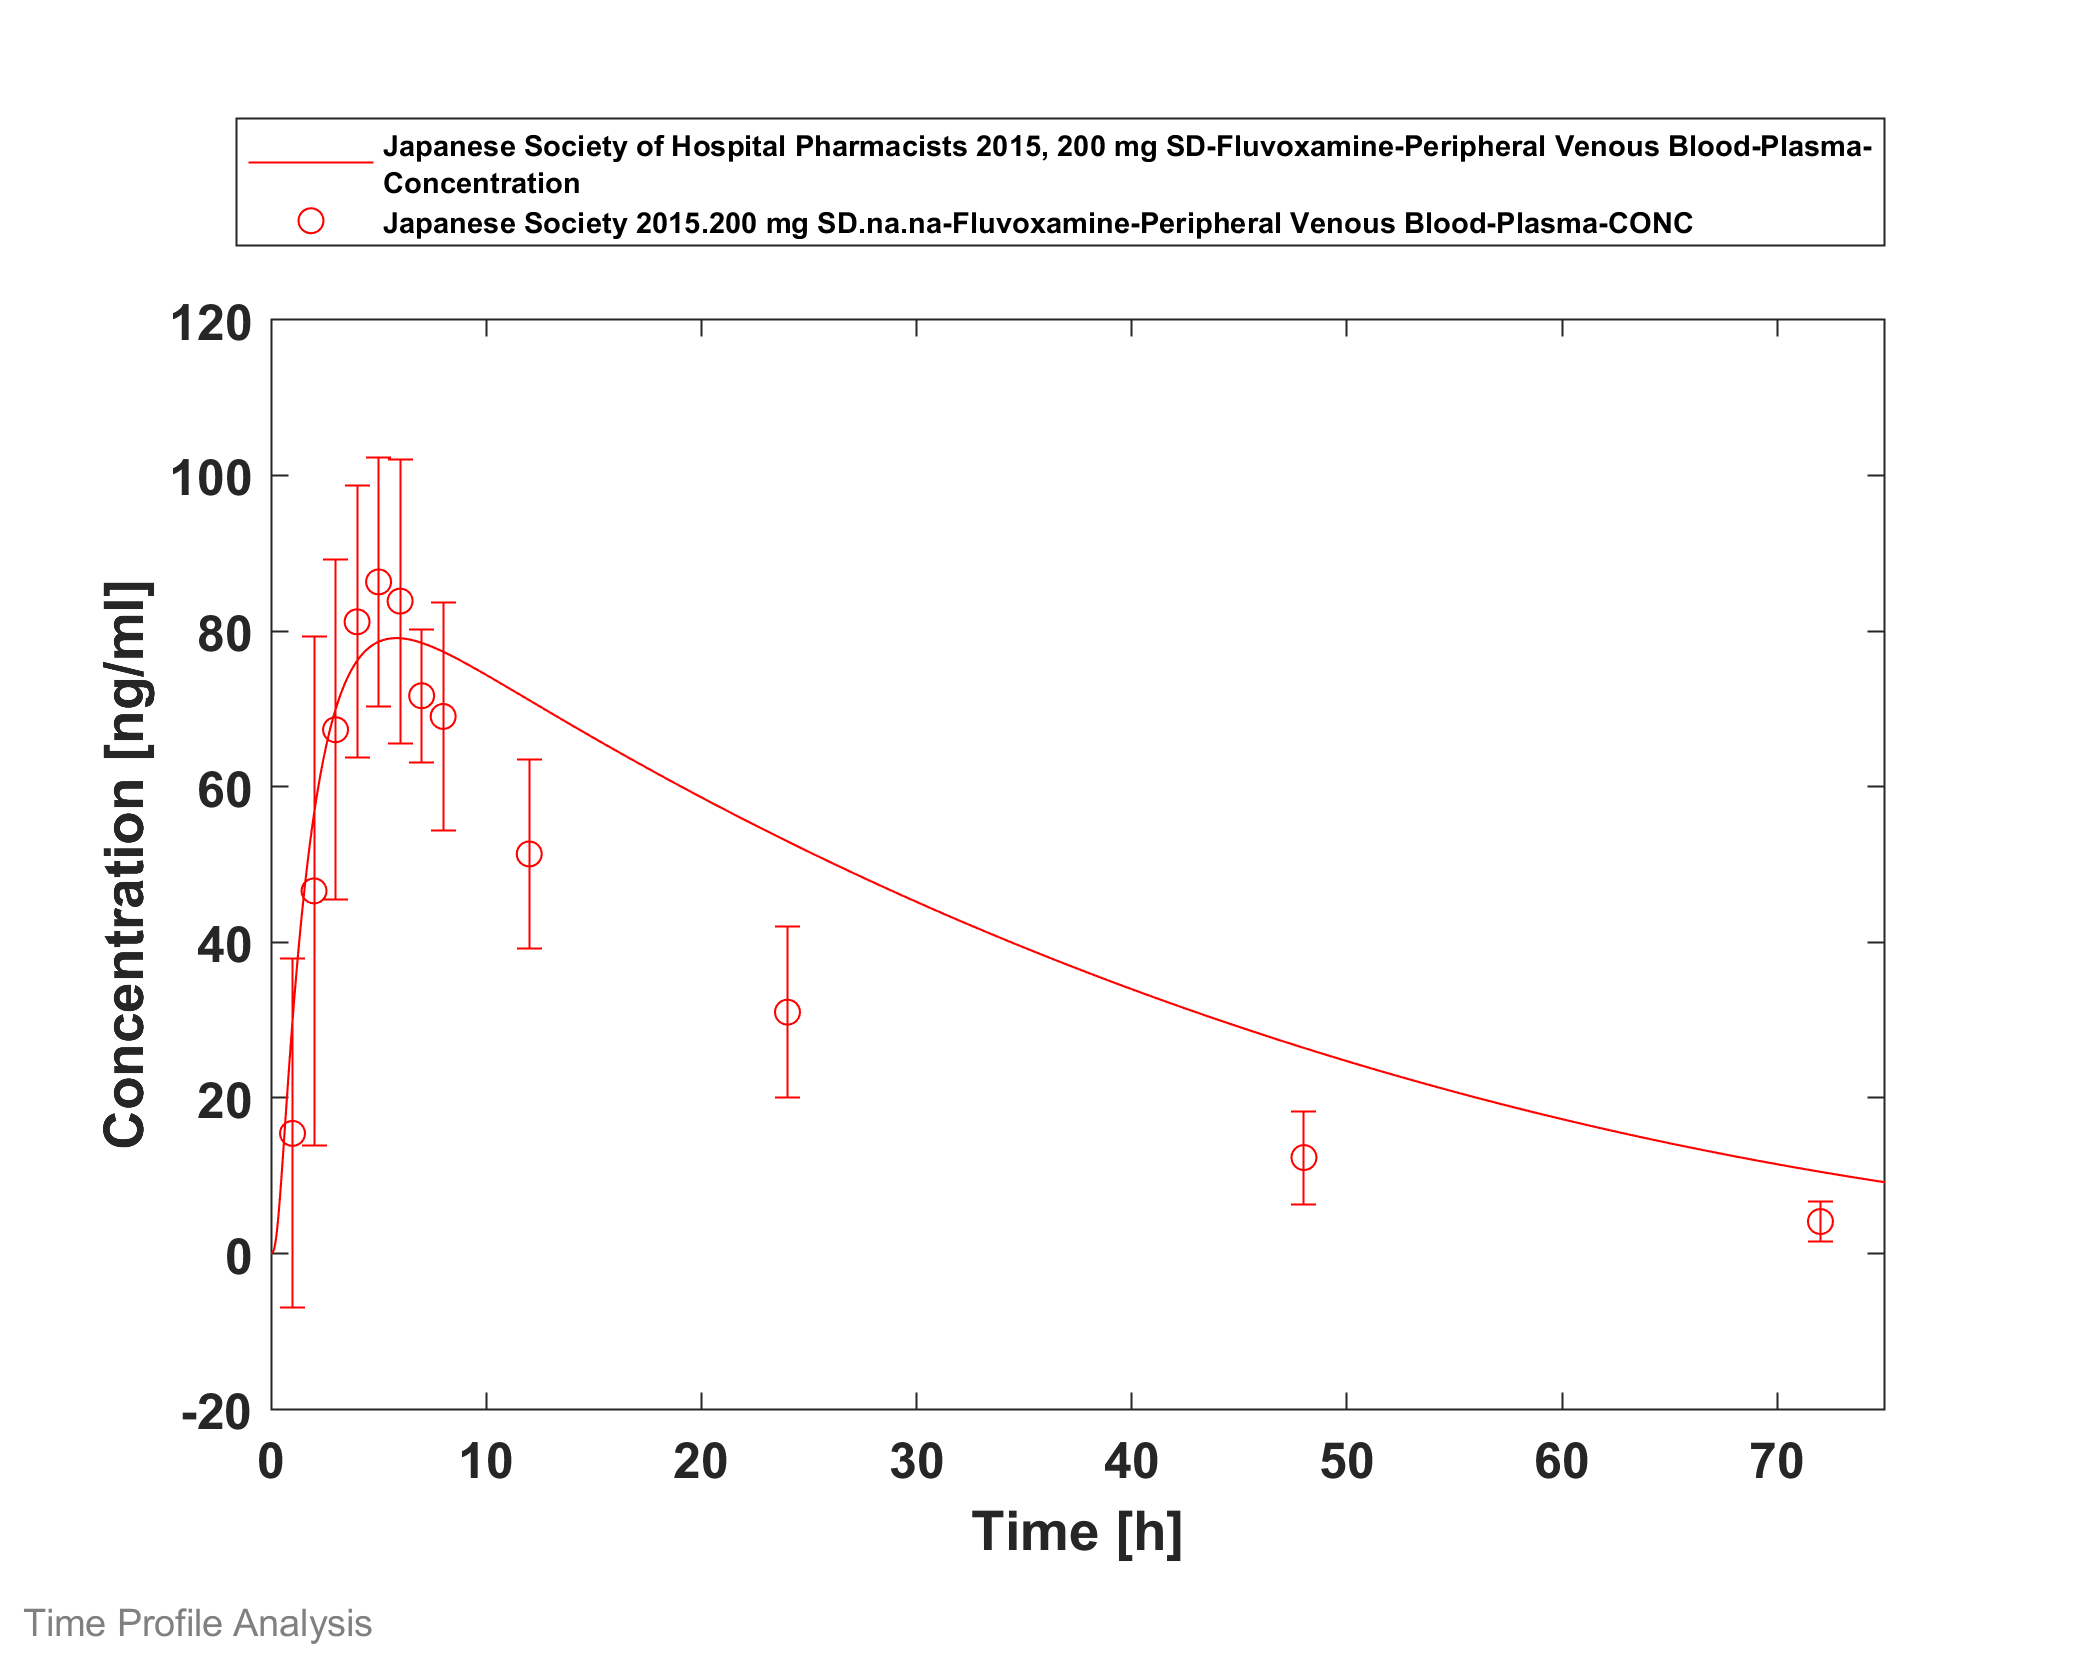 Japanese Society of Hospital Pharmacists 2015, 200 mg SD-Fluvoxamine-Peripheral Venous Blood-Plasma-
Concentration
Japanese Society 2015.200 mg SD.na.na-Fluvoxamine-Peripheral Venous Blood-Plasma-CONC
120
100
80
60
40
20
0
-20
Concentration [ng/ml]
0 10 20 30 40 50 60 70
Time [h]
Time Profile Analysis